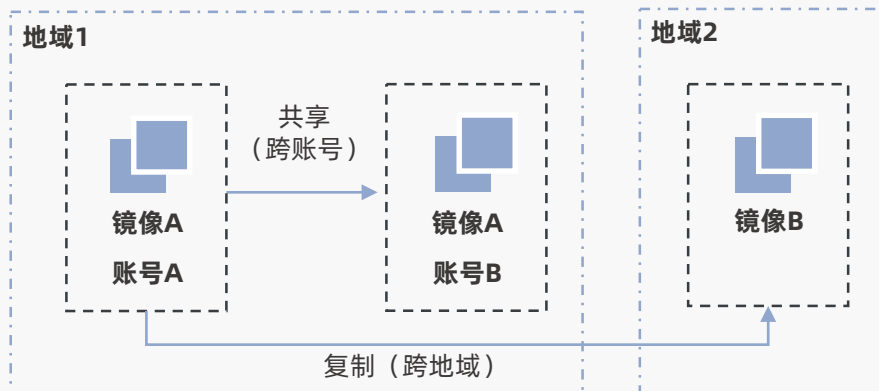 地域1
地域2
共享
（跨账号）
镜像A
账号A
镜像A
账号B
镜像B
复制（跨地域）